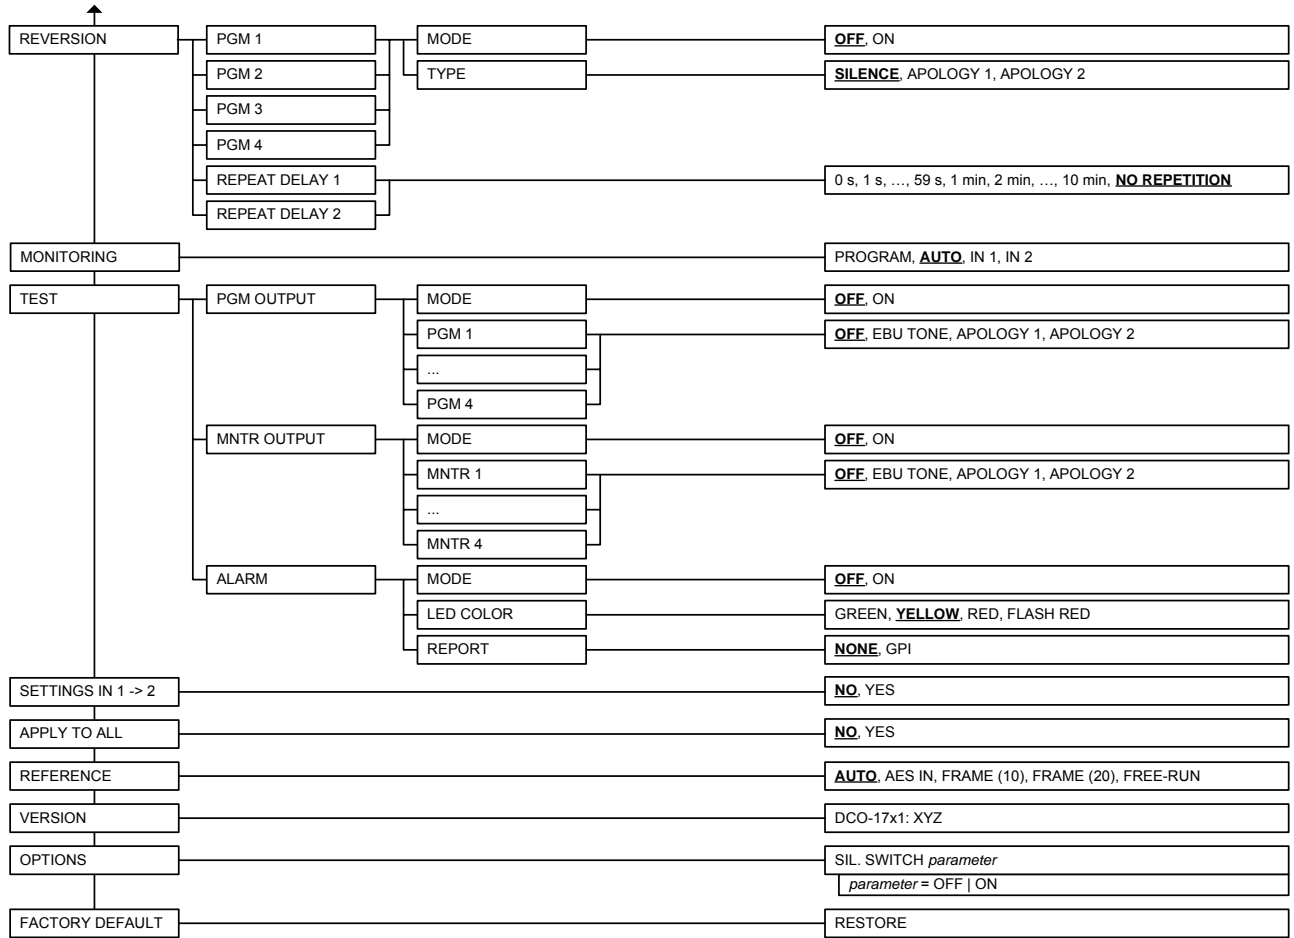 REVERSION PGM 1 MODE OFF, ON
PGM 2 TYPE SILENCE, APOLOGY 1, APOLOGY 2
PGM 3
PGM 4
REPEAT DELAY 1 0 s, 1 s, …, 59 s, 1 min, 2 min, …, 10 min, NO REPETITION
REPEAT DELAY 2
MONITORING PROGRAM, AUTO, IN 1, IN 2
TEST PGM OUTPUT MODE OFF, ON
PGM 1 OFF, EBU TONE, APOLOGY 1, APOLOGY 2
...
PGM 4
MNTR OUTPUT MODE OFF, ON
MNTR 1 OFF, EBU TONE, APOLOGY 1, APOLOGY 2
...
MNTR 4
ALARM MODE OFF, ON
LED COLOR GREEN, YELLOW, RED, FLASH RED
REPORT NONE, GPI
SETTINGS IN 1 -> 2 NO, YES
APPLY TO ALL NO, YES
REFERENCE AUTO, AES IN, FRAME (10), FRAME (20), FREE-RUN
VERSION DCO-17x1: XYZ
OPTIONS SIL. SWITCH parameter
parameter = OFF | ON
FACTORY DEFAULT RESTORE